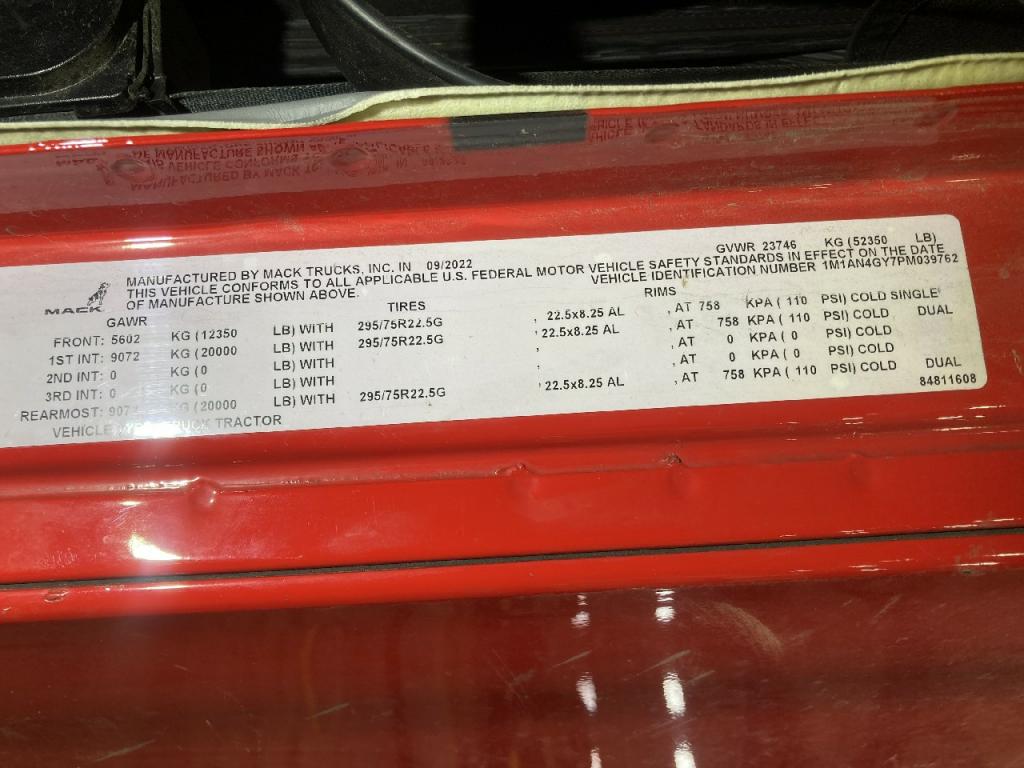 MANUFACTURED BY MACK TRUCKS, INC. IN 09/2022 GVWR 23746 KG (52350 LB)
THIS VEHICLE CONFORMS TO ALL APPLICABLE U.S. FEDERAL MOTOR VEHICLE SAFETY STANDARDS IN EFFECT ON THE DATE
OF MANUFACTURE SHOWN ABOVE. VEHICLE IDENTIFICATION NUMBER 1M1AN4GY7PM039762
MACK
GAWR TIRES RIMS
FRONT: 5602 KG (12350 LB) WITH 295/75R22.5G , 22.5x8.25 AL , AT 758 KPA ( 110 PSI) COLD SINGLE
1ST INT: 9072 KG (20000 LB) WITH 295/75R22.5G , 22.5x8.25 AL , AT 758 KPA ( 110 PSI) COLD DUAL
2ND INT: 0 KG (0 LB) WITH , , AT 0 KPA ( 0 PSI) COLD
3RD INT: 0 KG (0 LB) WITH , , AT 0 KPA ( 0 PSI) COLD
REARMOST: KG (20000 LB) WITH 295/75R22.5G , 22.5x8.25 AL , AT 758 KPA ( 110 PSI) COLD DUAL
VEHICLE TRUCK TRACTOR 84811608